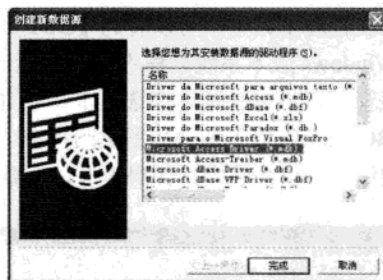 创建新数据源
选择您想为其安装数据源的驱动程序(S)。
名称
Driver da Microsoft para arquivos texto (*.
Driver do Microsoft Access (*.mdb)
Driver do Microsoft dBase (*.dbf)
Driver do Microsoft Excel(*.xls)
Driver do Microsoft Paradox (*.db )
Driver para o Microsoft Visual FoxPro
Microsoft Access Driver (*.mdb)
Microsoft Access-Treiber (*.mdb)
Microsoft dBase Driver (*.dbf)
Microsoft dBase VFP Driver (*.dbf)
完成
取消